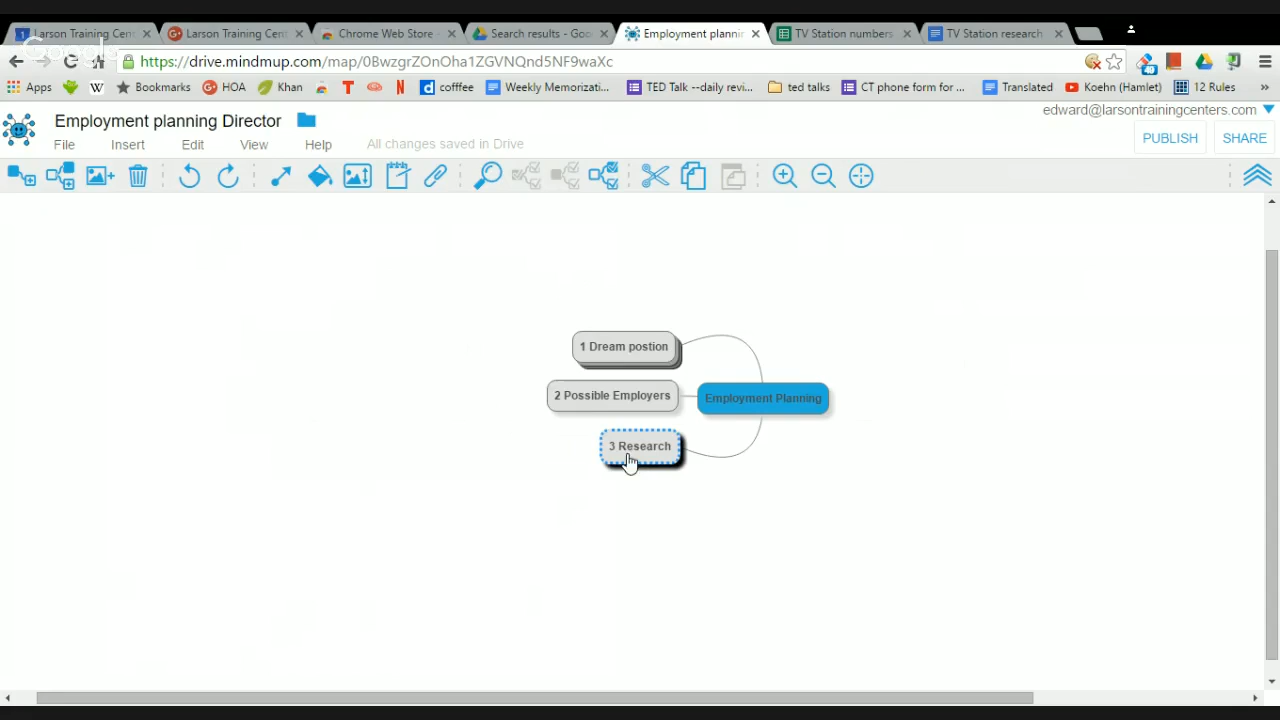 Larson Training Cent
Larson Training Cent
Chrome Web Store -
Search results - Goo
Employment plannin
TV Station numbers
TV Station research
Google
https://drive.mindmup.com/map/0BwzgrZOnOha1ZGVNQnd5NF9waXc
40
Apps
W
Bookmarks
HOA
Khan
T
N
d
cofffee
Weekly Memorizati...
TED Talk --daily revi...
ted talks
CT phone form for ...
Translated
Koehn (Hamlet)
12 Rules
»
edward@larsontrainingcenters.com
Employment planning Director
File
Insert
Edit
View
Help
All changes saved in Drive
PUBLISH
SHARE
1 Dream postion
2 Possible Employers
Employment Planning
3 Research